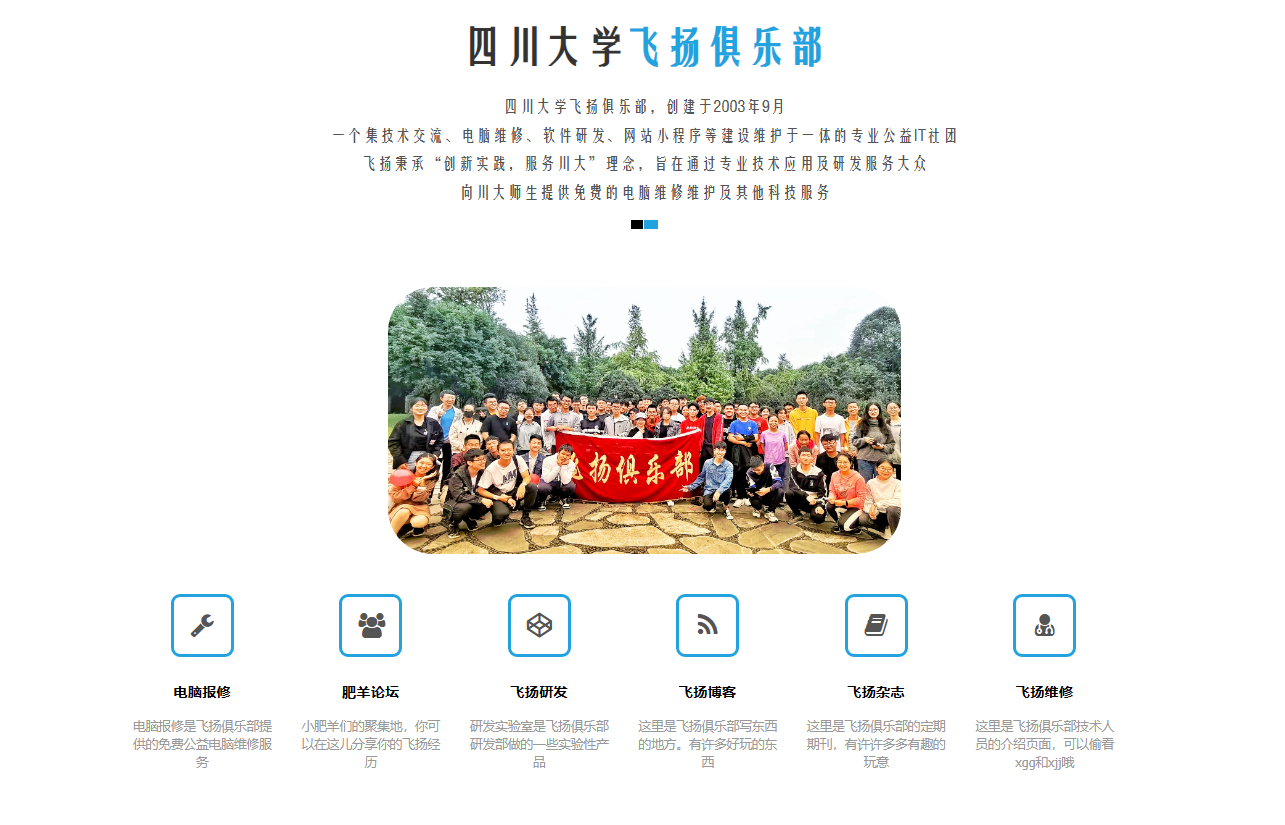 四川大学飞扬俱乐部
四川大学飞扬俱乐部，创建于2003年9月
一个集技术交流、电脑维修、软件研发、网站小程序等建设维护于一体的专业公益IT社团
飞扬秉承“创新实践，服务川大”理念，旨在通过专业技术应用及研发服务大众
向川大师生提供免费的电脑维修维护及其他科技服务
飞扬俱乐部
电脑报修
电脑报修是飞扬俱乐部提
供的免费公益电脑维修服
务
肥羊论坛
小肥羊们的聚集地，你可
以在这儿分享你的飞扬经
历
飞扬研发
研发实验室是飞扬俱乐部
研发部做的一些实验性产
品
飞扬博客
这里是飞扬俱乐部写东西
的地方。有许多好玩的东
西
飞扬杂志
这里是飞扬俱乐部的定期
期刊，有许许多多有趣的
玩意
飞扬维修
这里是飞扬俱乐部技术人
员的介绍页面，可以偷看
xgg和xjj哦